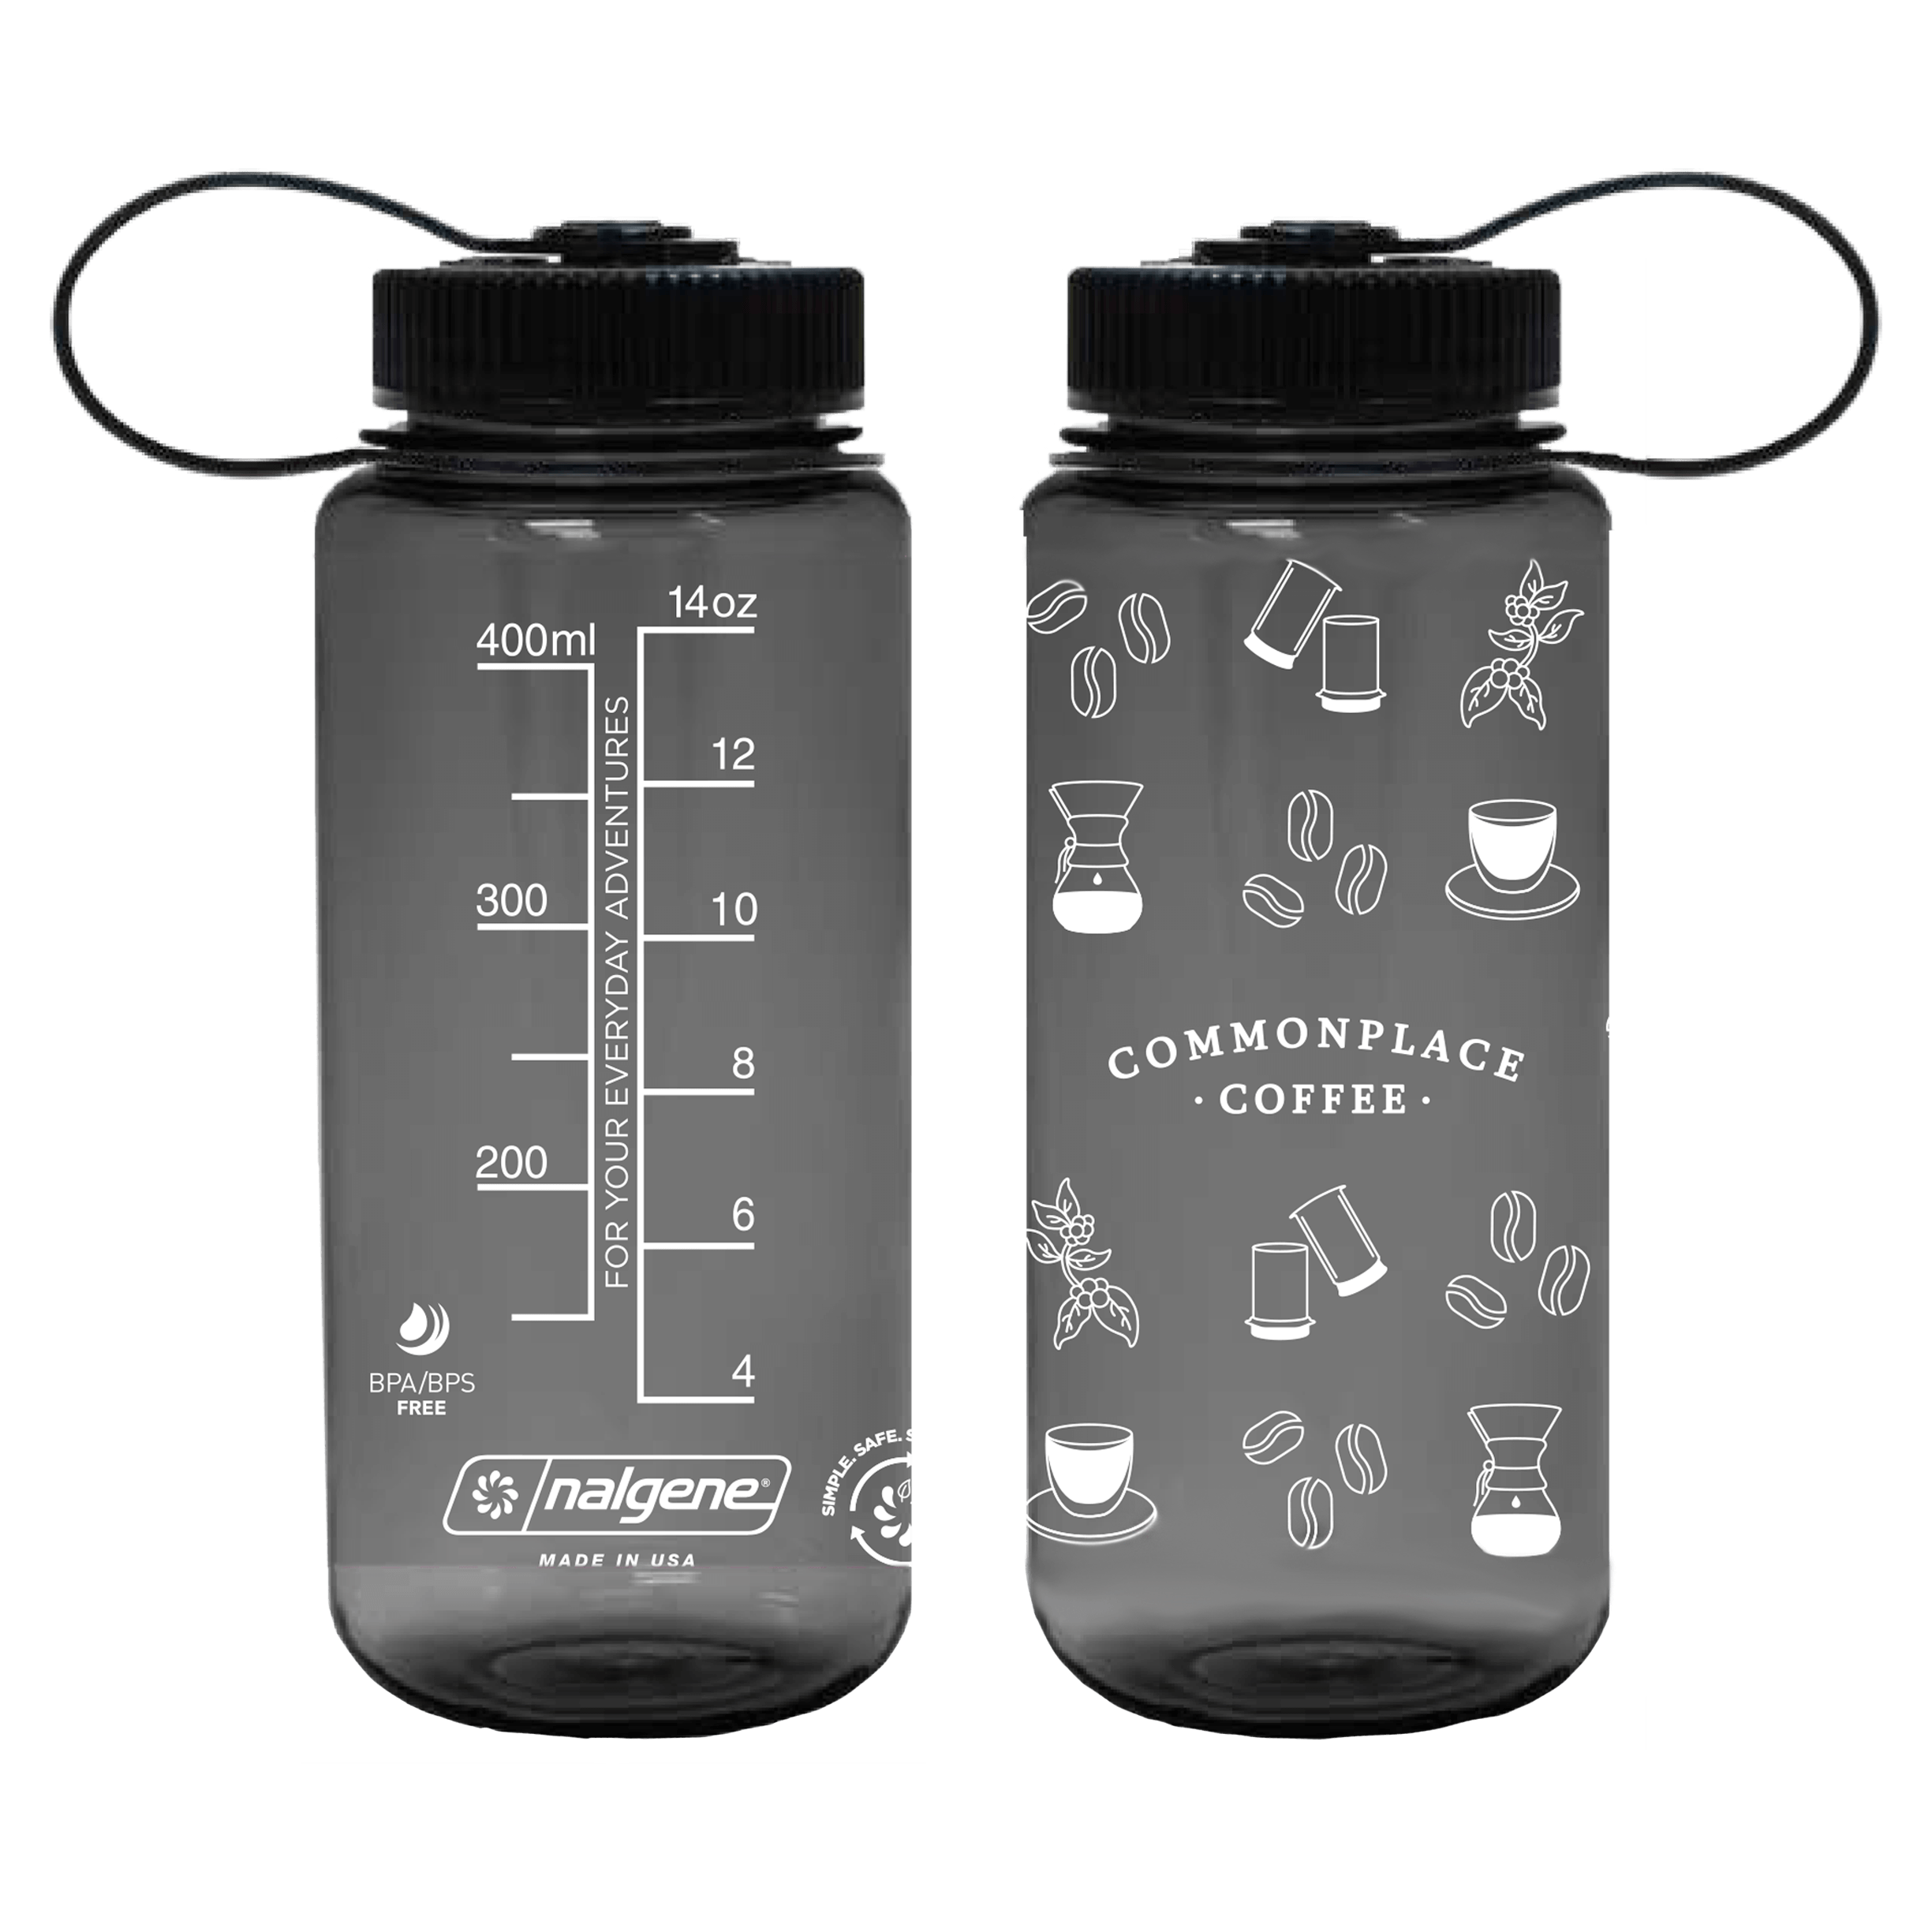 14oz
400ml
12
10
300
8
200
6
4
FOR YOUR EVERYDAY ADVENTURES
BPA/BPS
FREE
nalgene®
MADE IN USA
SIMPLE. SAFE.
COMMONPLACE
· COFFEE ·